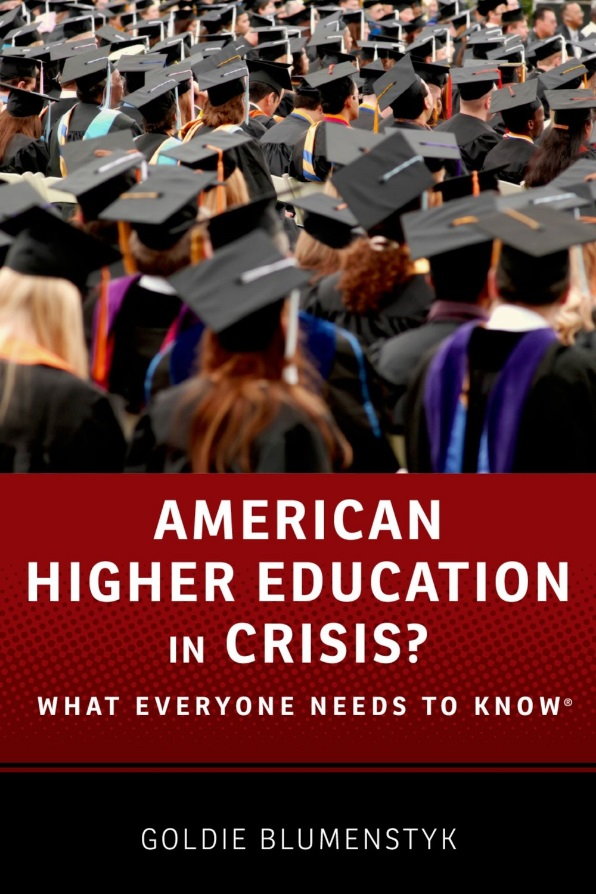 AMERICAN
HIGHER EDUCATION
IN CRISIS?
WHAT EVERYONE NEEDS TO KNOW®
GOLDIE BLUMENSTYK